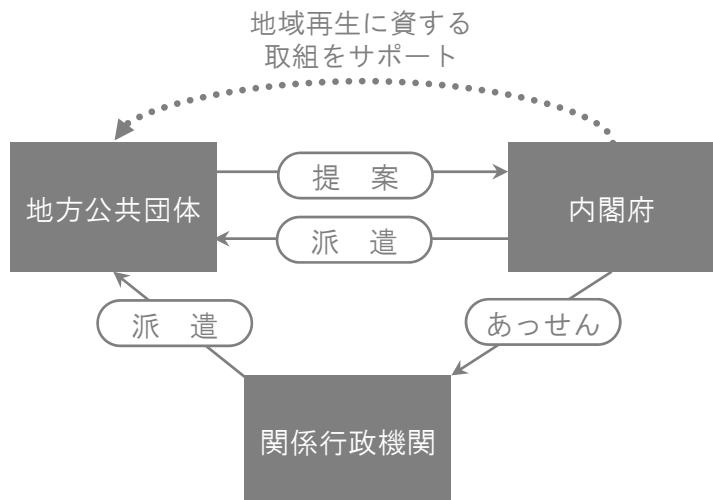 地域再生に資する
取組をサポート
提　案
地方公共団体
内閣府
派　遣
派　遣
あっせん
関係行政機関